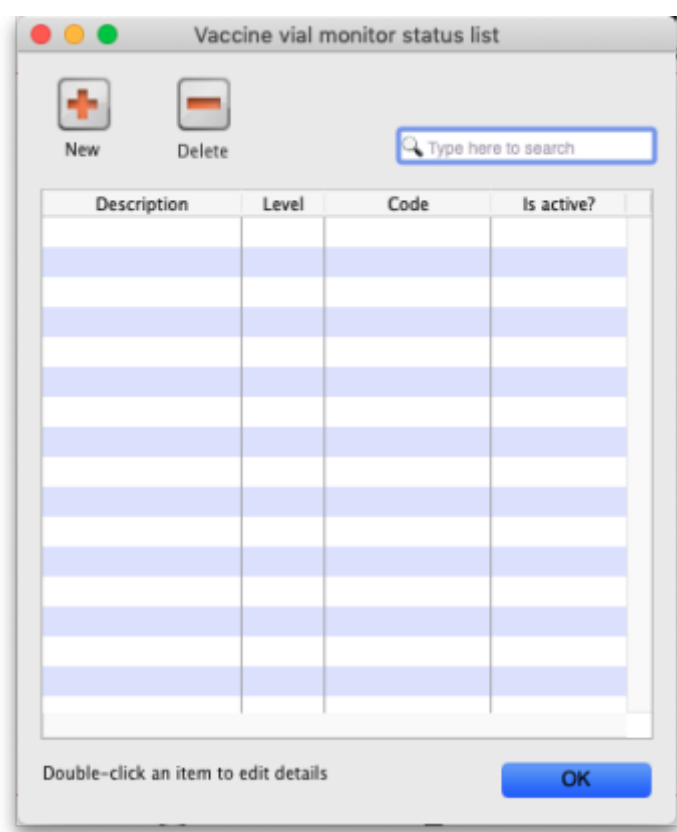 Vaccine vial monitor status list
New Delete Type here to search
Description Level Code Is active?
Double-click an item to edit details OK